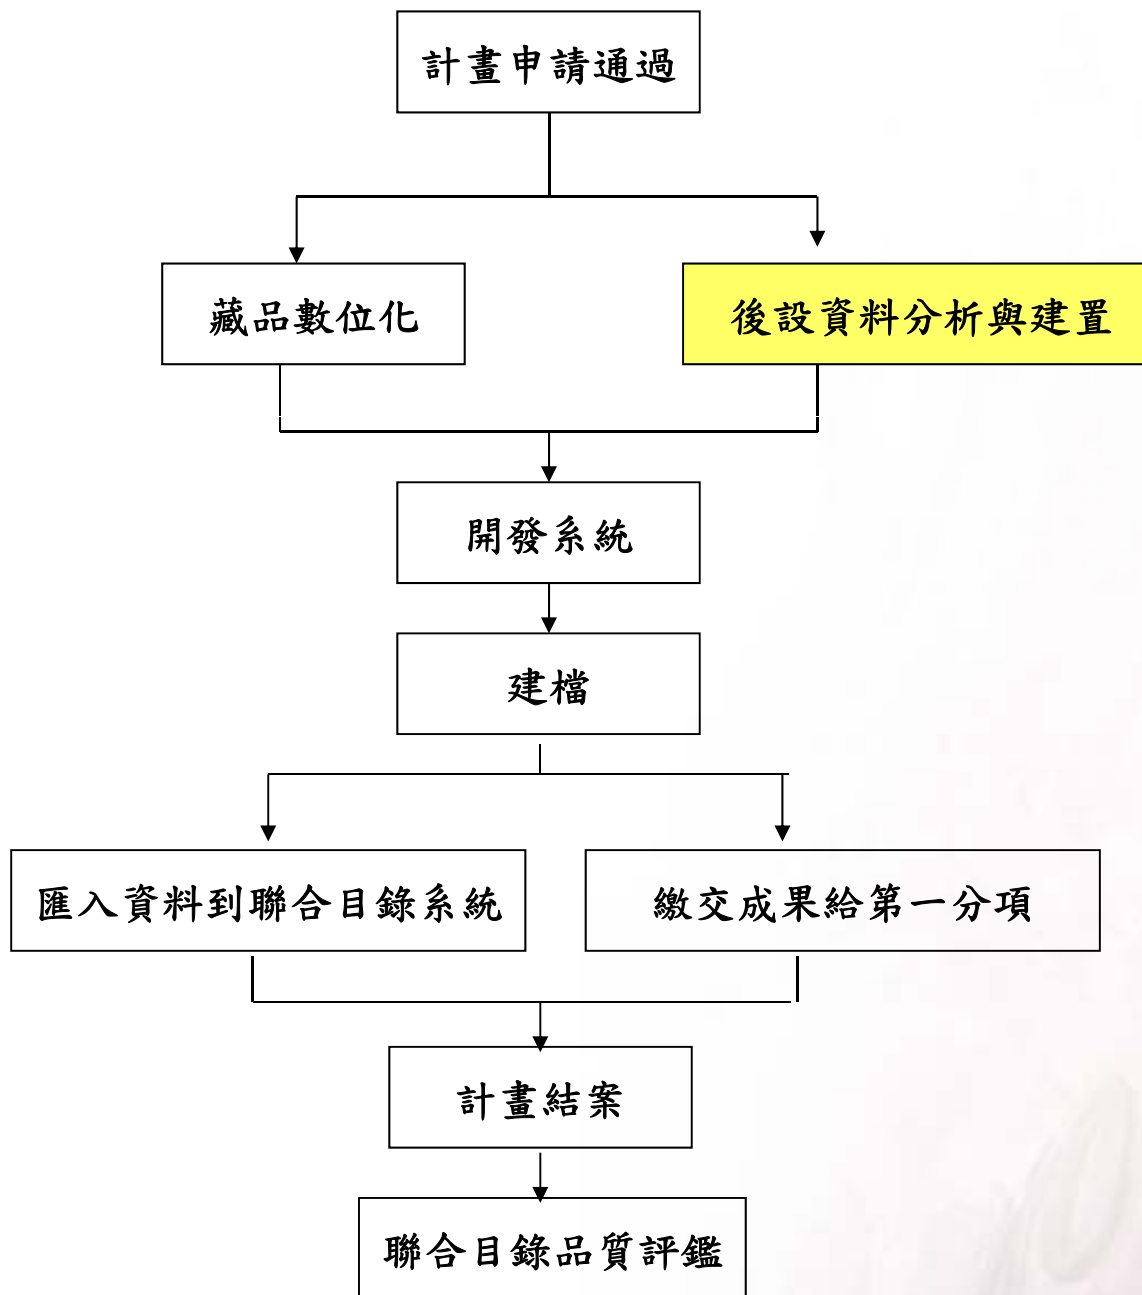 計畫申請通過
藏品數位化
後設資料分析與建置
開發系統
建檔
匯入資料到聯合目錄系統
繳交成果給第一分項
計畫結案
聯合目錄品質評鑑